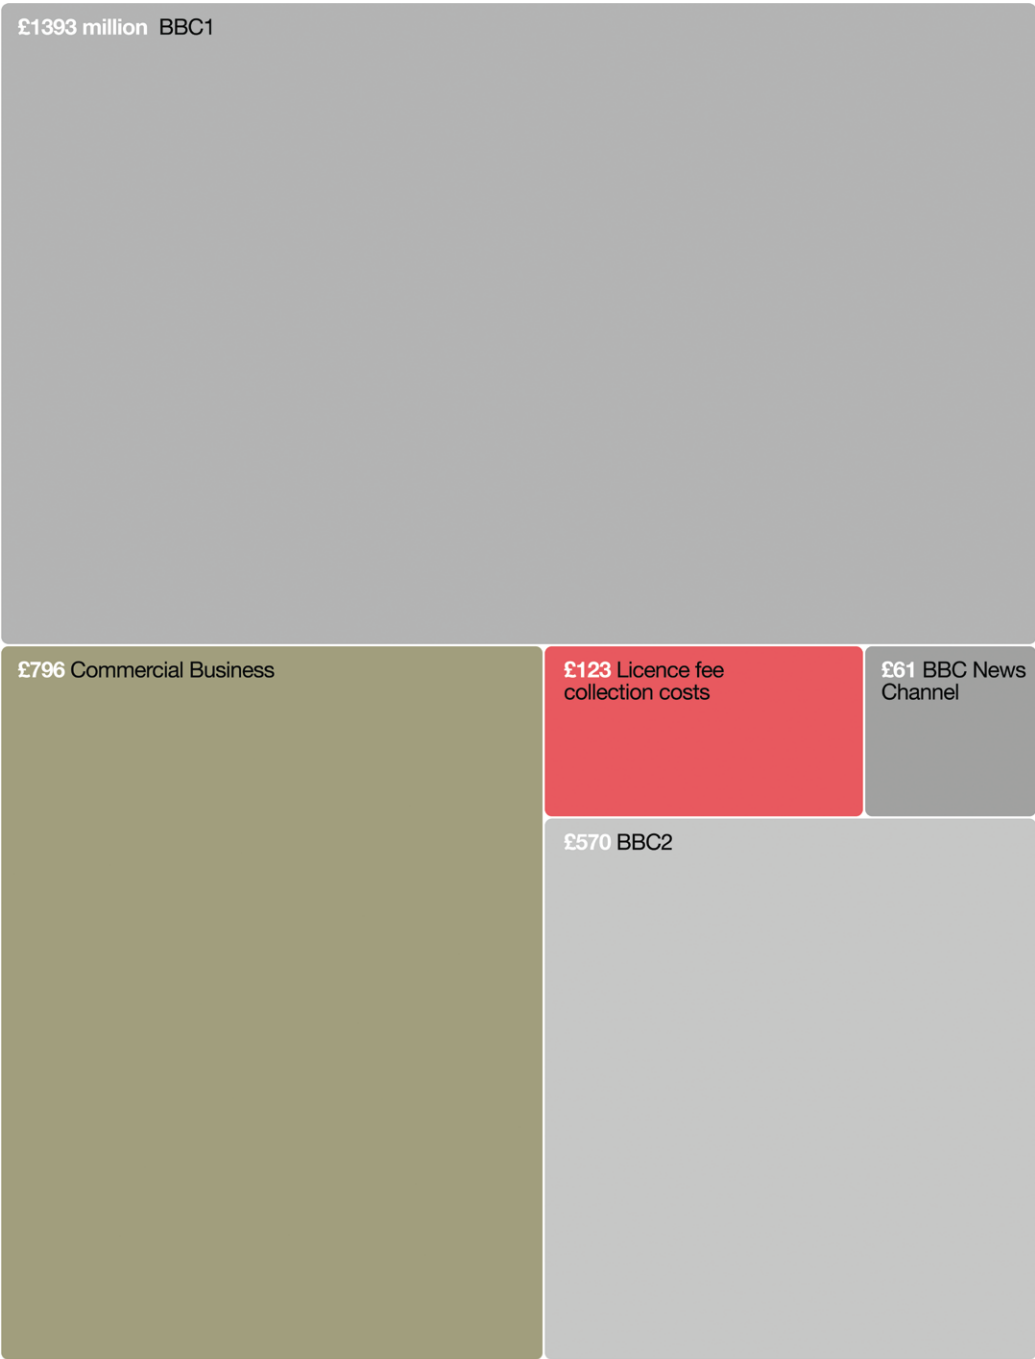 £1393 million BBC1
£796 Commercial Business
£123 Licence fee
collection costs
£61 BBC News
Channel
£570 BBC2